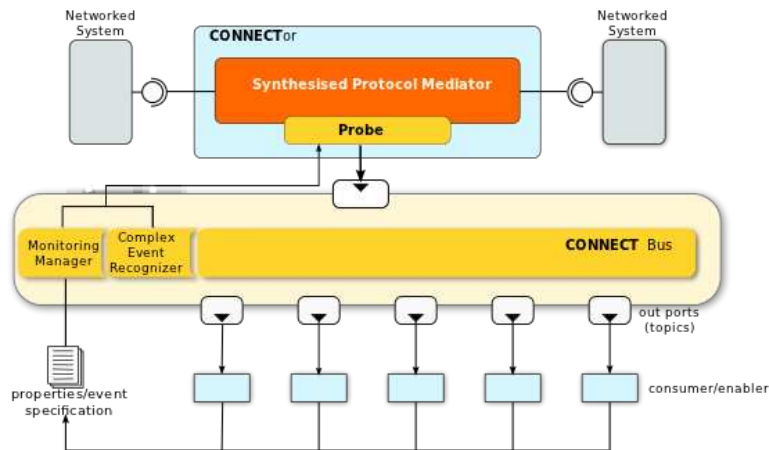 Networked
System
Networked
System
CONNECTor
Synthesised Protocol Mediator
Probe
Monitoring
Manager
Complex
Event
Recognizer
CONNECT Bus
out ports
(topics)
properties/event
specification
consumer/enabler